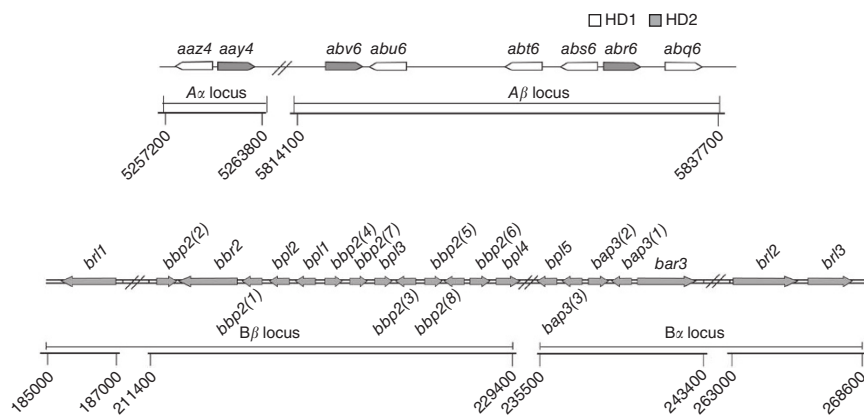 HD1 HD2
aaz4 aay4 abv6 abu6 abt6 abs6 abr6 abq6
Aα locus Aβ locus
5257200 5263800 5814100 5837700
brl1 bbp2(2) bbr2 bpl2 bpl1 bbp2(4) bbp2(7) bpl3 bbp2(5) bbp2(6) bpl4 bpl5 bap3(2) bap3(1) bar3 brl2 brl3
bbp2(1) bbp2(3) bbp2(8) bap3(3)
Bβ locus Bα locus
185000 187000 211400 229400 235500 243400 263000 268600